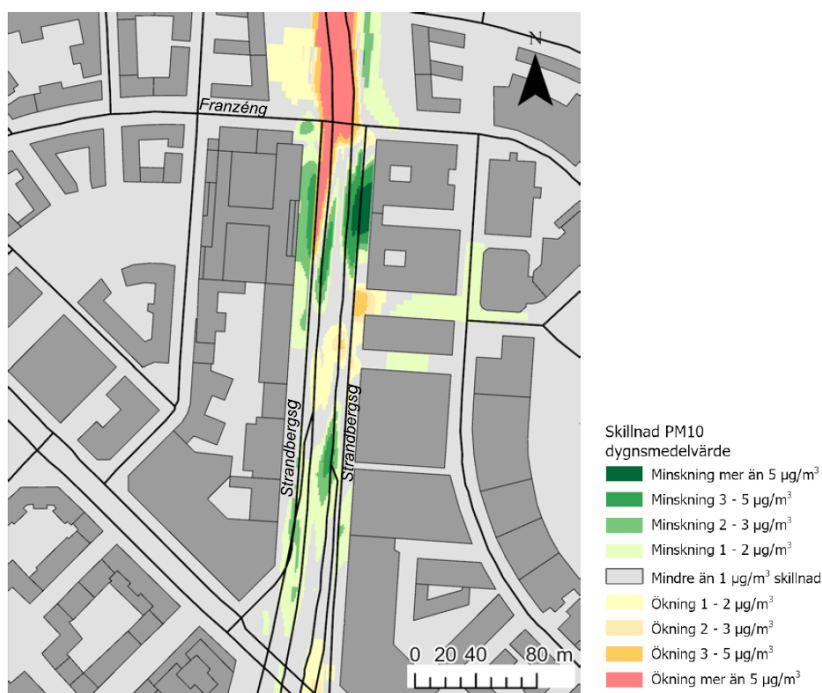 N
Franzéng
Strandbergsg
Strandbergsg
0 20 40 80 m
Skillnad PM10
dygnsmedelvärde
Minskning mer än 5 µg/m³
Minskning 3 - 5 µg/m³
Minskning 2 - 3 µg/m³
Minskning 1 - 2 µg/m³
Mindre än 1 µg/m³ skillnad
Ökning 1 - 2 µg/m³
Ökning 2 - 3 µg/m³
Ökning 3 - 5 µg/m³
Ökning mer än 5 µg/m³